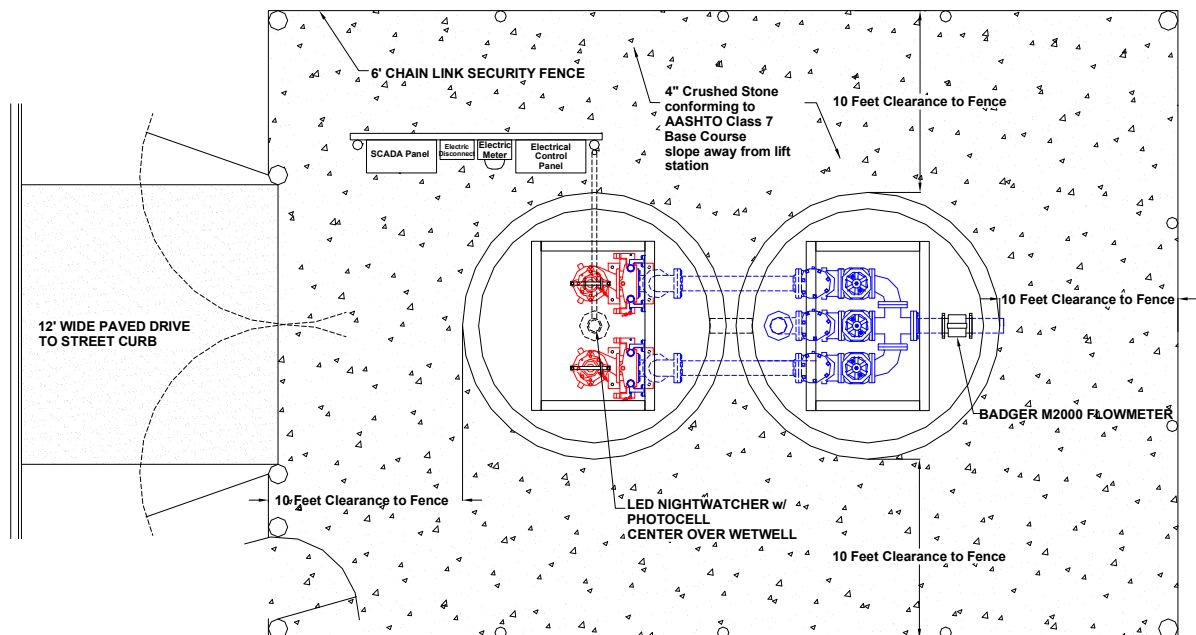 6' CHAIN LINK SECURITY FENCE
4" Crushed Stone
conforming to
AASHTO Class 7
Base Course
slope away from lift
station
10 Feet Clearance to Fence
SCADA Panel
Electric
Disconnect
Electric
Meter
Electrical
Control
Panel
10 Feet Clearance to Fence
12' WIDE PAVED DRIVE
TO STREET CURB
BADGER M2000 FLOWMETER
10 Feet Clearance to Fence
LED NIGHTWATCHER w/
PHOTOCELL
CENTER OVER WETWELL
10 Feet Clearance to Fence